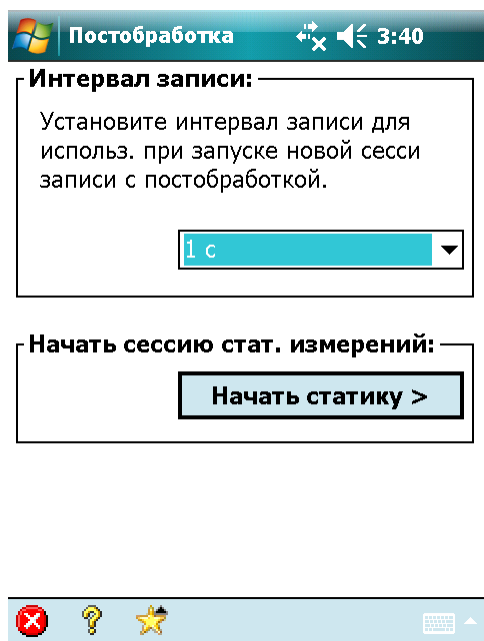 Постобработка 3:40
Интервал записи:
Установите интервал записи для
использ. при запуске новой сесси
записи с постобработкой.
1 с
Начать сессию стат. измерений:
Начать статику >